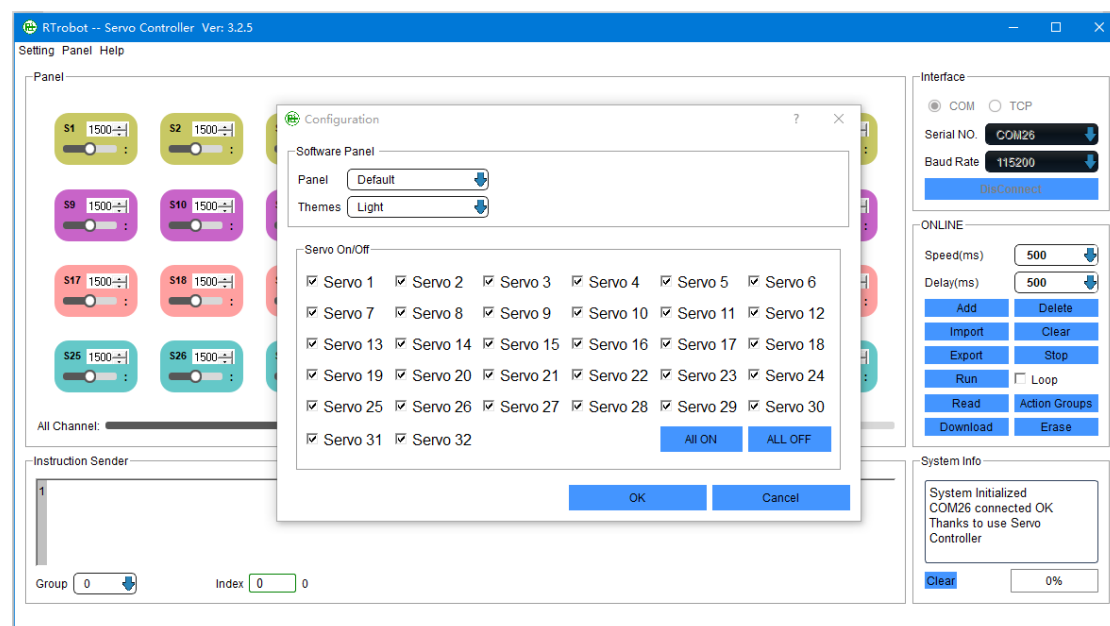 RTrobot -- Servo Controller Ver: 3.2.5
Setting Panel Help
Panel
S1 1500
S2 1500
S9 1500
S10 1500
S17 1500
S18 1500
S25 1500
S26 1500
All Channel:
Configuration
Software Panel
Panel Default
Themes Light
Servo On/Off
Servo 1 Servo 2 Servo 3 Servo 4 Servo 5 Servo 6
Servo 7 Servo 8 Servo 9 Servo 10 Servo 11 Servo 12
Servo 13 Servo 14 Servo 15 Servo 16 Servo 17 Servo 18
Servo 19 Servo 20 Servo 21 Servo 22 Servo 23 Servo 24
Servo 25 Servo 26 Servo 27 Servo 28 Servo 29 Servo 30
Servo 31 Servo 32 All ON ALL OFF
OK Cancel
Interface
COM TCP
Serial NO. COM26
Baud Rate 115200
DisConnect
ONLINE
Speed(ms) 500
Delay(ms) 500
Add Delete
Import Clear
Export Stop
Run Loop
Read Action Groups
Download Erase
Instruction Sender
1
Group 0 Index 0 0
System Info
System Initialized
COM26 connected OK
Thanks to use Servo
Controller
Clear 0%